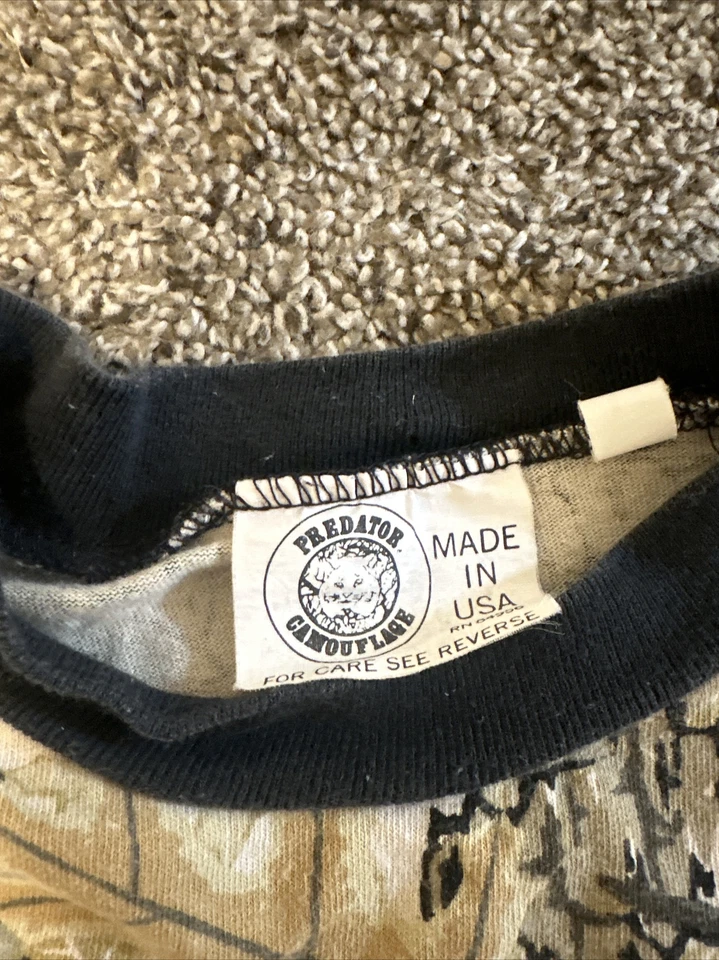 PREDATOR
CAMOUFLAGE
MADE
IN
USA
FOR CARE SEE REVERSE